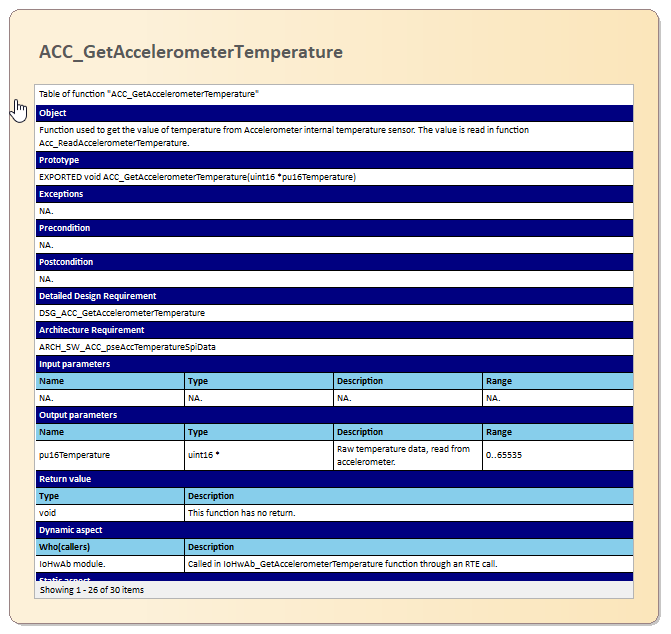 ACC_GetAccelerometerTemperature
Table of function "ACC_GetAccelerometerTemperature"
Object
Function used to get the value of temperature from Accelerometer internal temperature sensor. The value is read in function
Acc_ReadAccelerometerTemperature.
Prototype
EXPORTED void ACC_GetAccelerometerTemperature(uint16 *pu16Temperature)
Exceptions
NA.
Precondition
NA.
Postcondition
NA.
Detailed Design Requirement
DSG_ACC_GetAccelerometerTemperature
Architecture Requirement
ARCH_SW_ACC_pseAccTemperatureSpiData
Input parameters
Name Type Description Range
NA. NA. NA. NA.
Output parameters
Name Type Description Range
pu16Temperature uint16 * Raw temperature data, read from 0..65535
accelerometer.
Return value
Type Description
void This function has no return.
Dynamic aspect
Who(callers) Description
IoHwAb module. Called in IoHwAb_GetAccelerometerTemperature function through an RTE call.
Static aspect
Showing 1 - 26 of 30 items